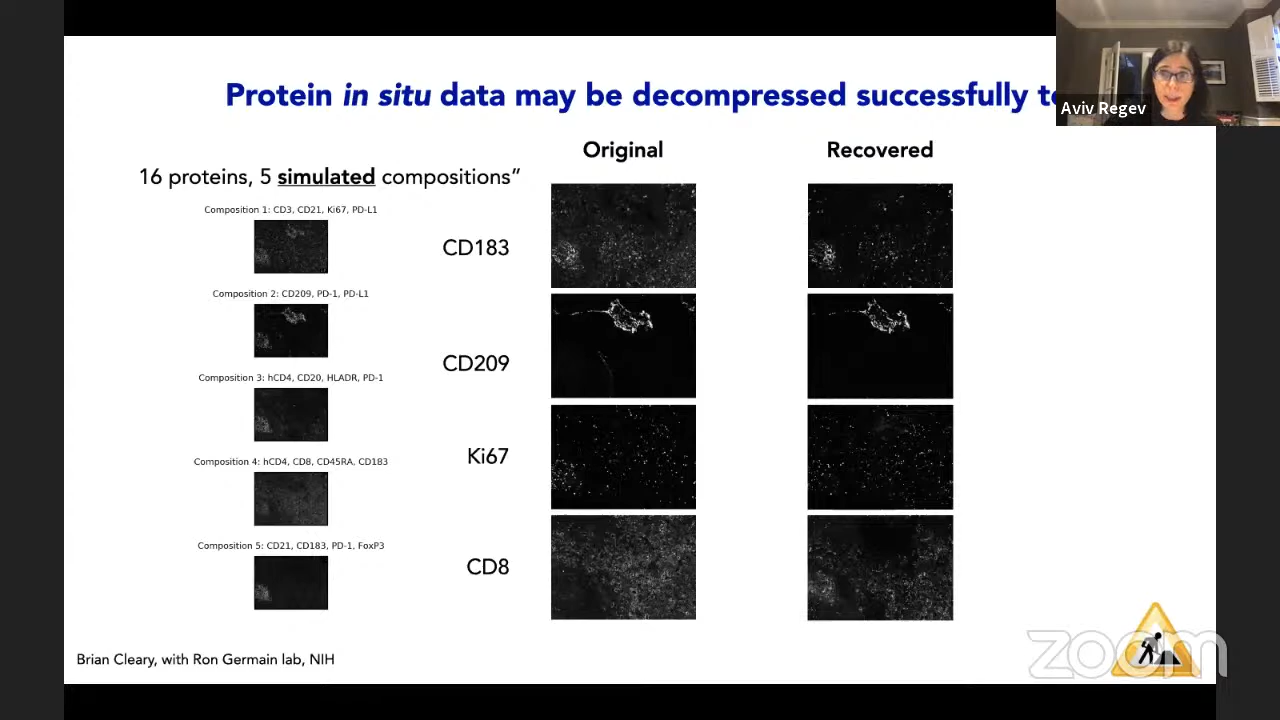 Protein in situ data may be decompressed successfully
Aviv Regev
Original
Recovered
16 proteins, 5 simulated compositions”
Composition 1: CD3, CD21, Ki67, PD-L1
CD183
Composition 2: CD209, PD-1, PD-L1
CD209
Composition 3: hCD4, CD20, HLADR, PD-1
Ki67
Composition 4: hCD4, CD8, CD45RA, CD183
Composition 5: CD21, CD183, PD-1, FoxP3
CD8
Brian Cleary, with Ron Germain lab, NIH
zoom